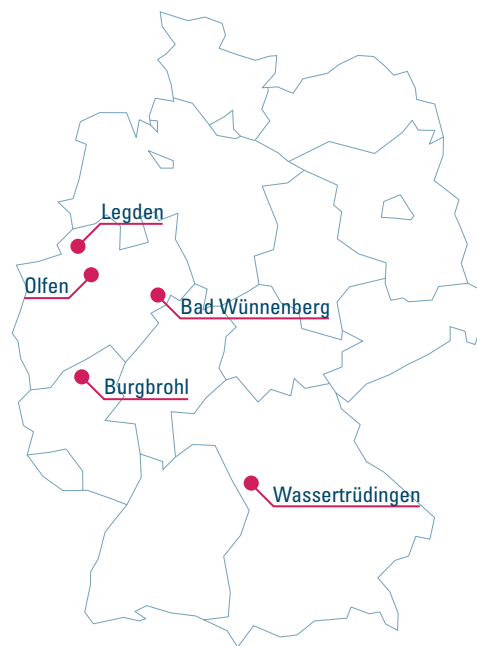 Legden
Olfen
Bad Wünnenberg
Burgbrohl
Wassertrüdingen